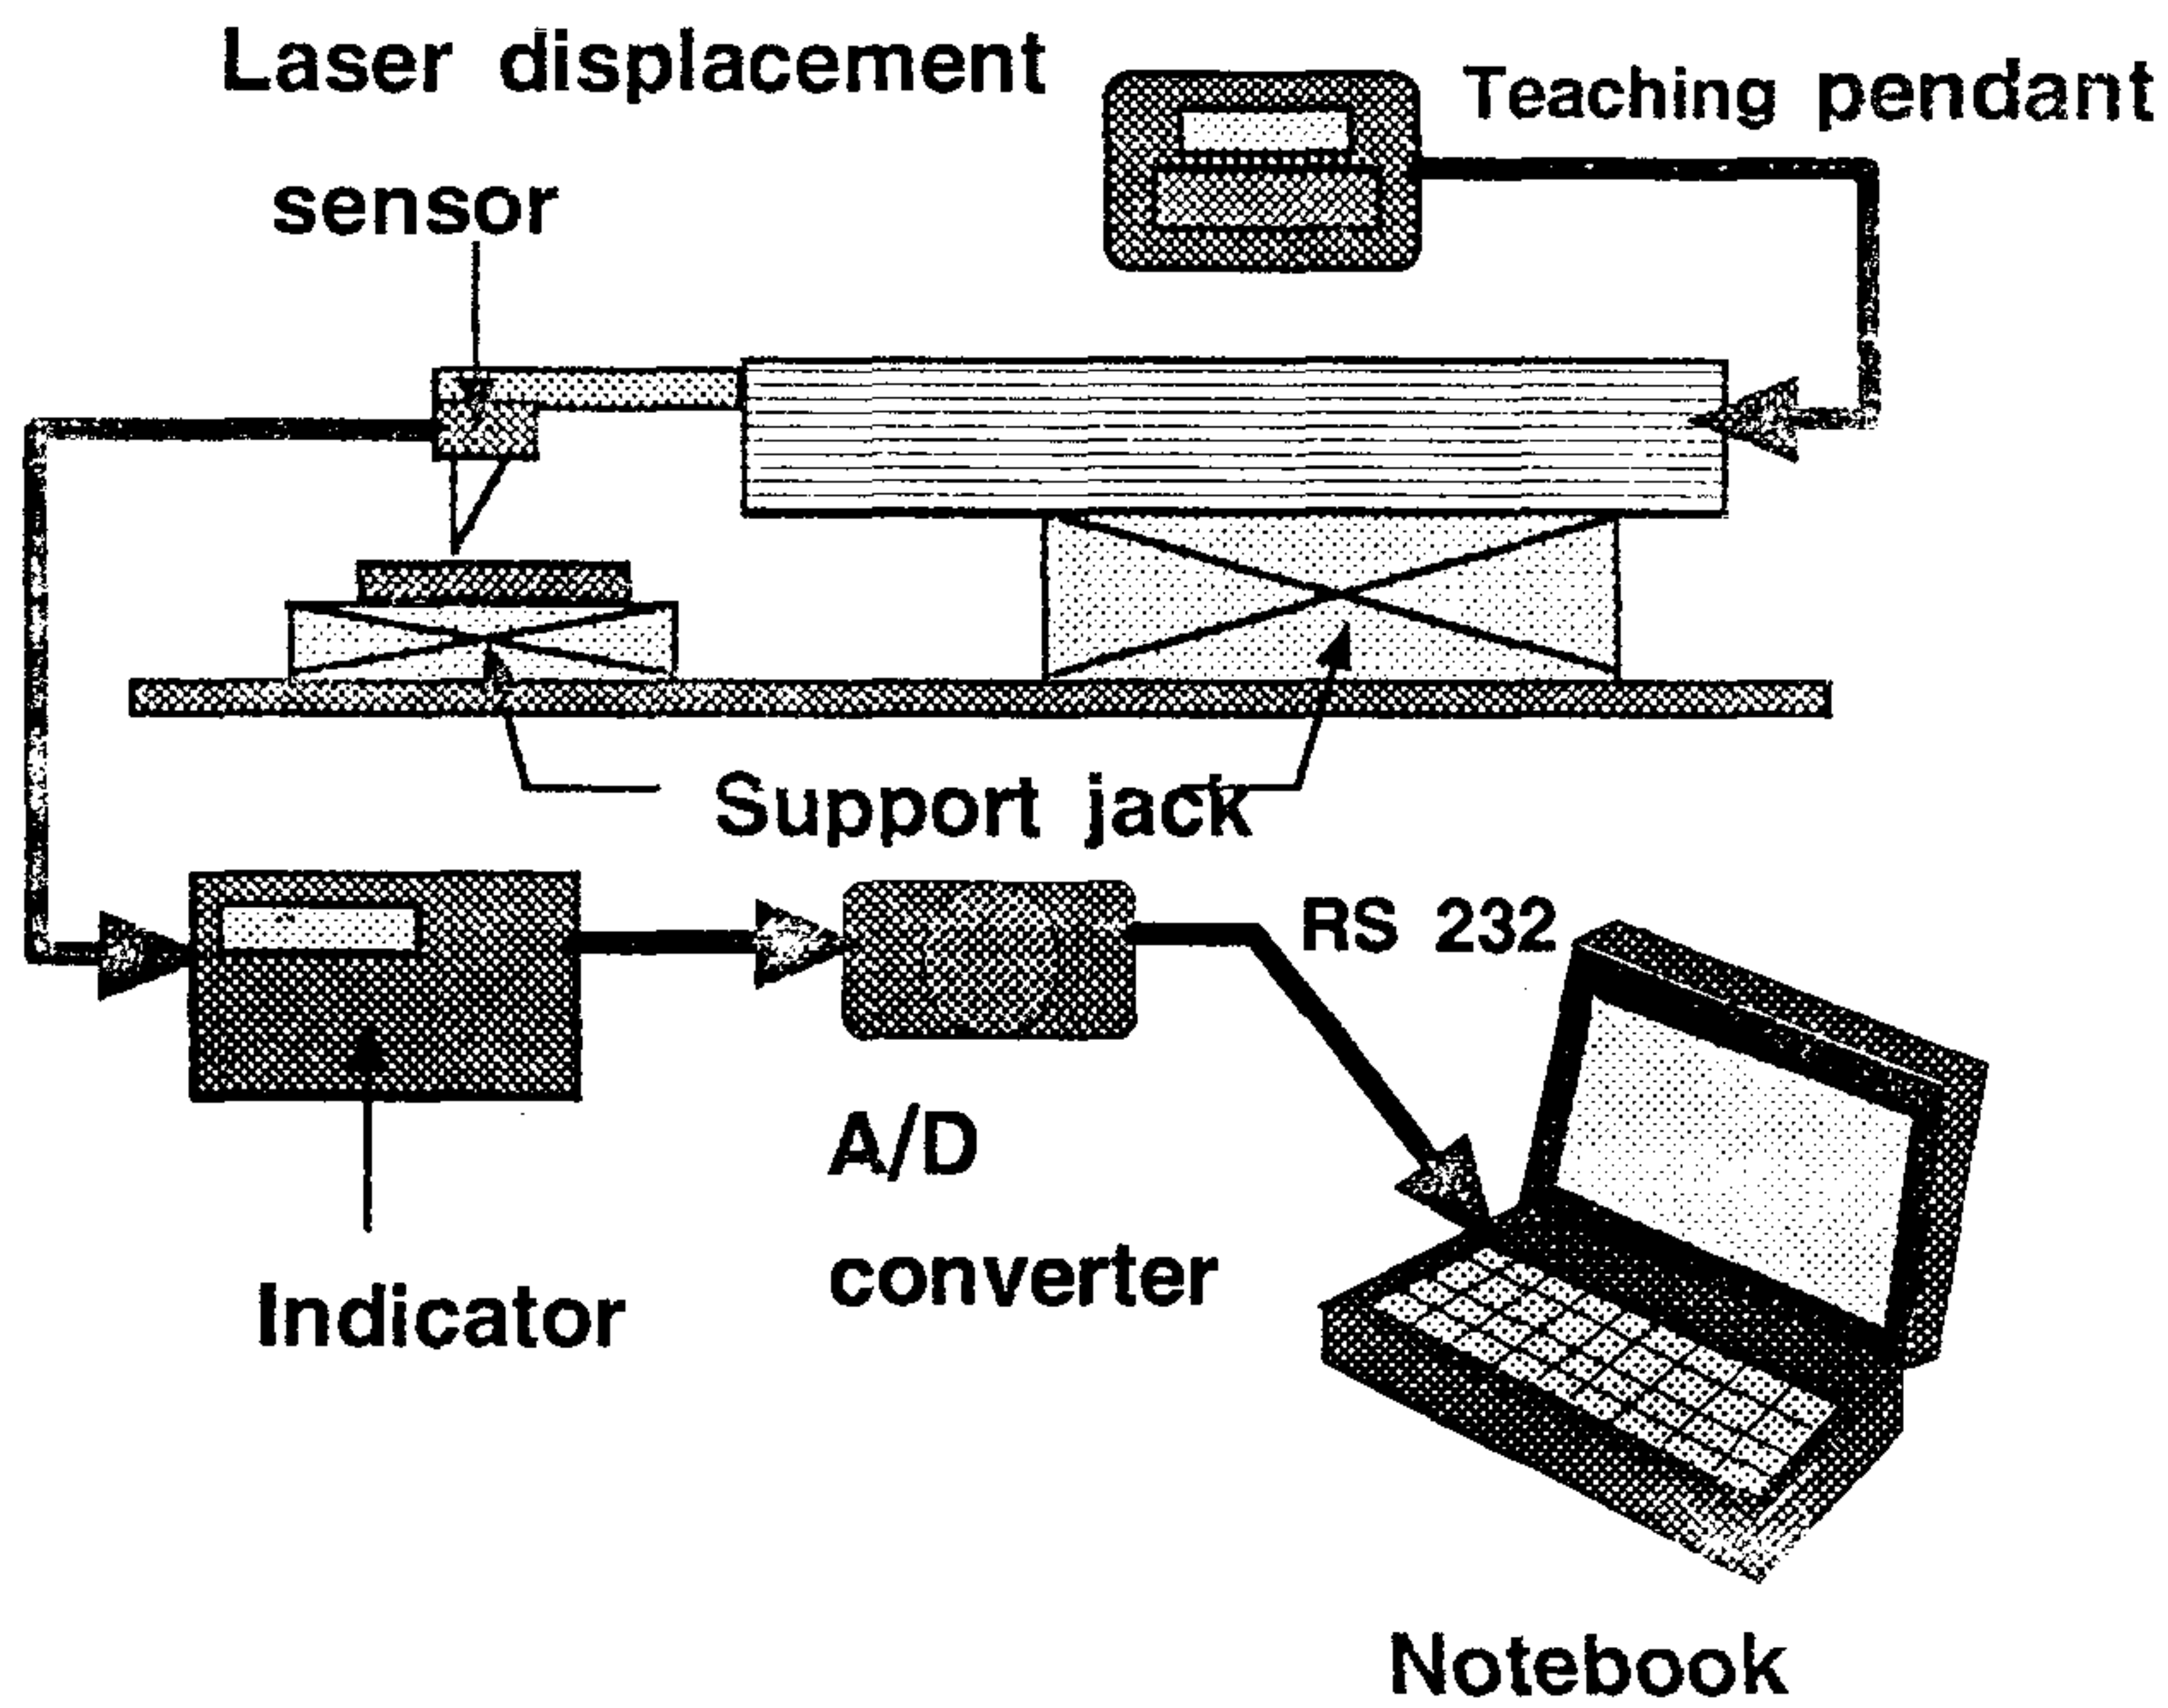 Laser displacement
sensor
Teaching pendant
Support jack
RS 232
A/D
converter
Indicator
Notebook